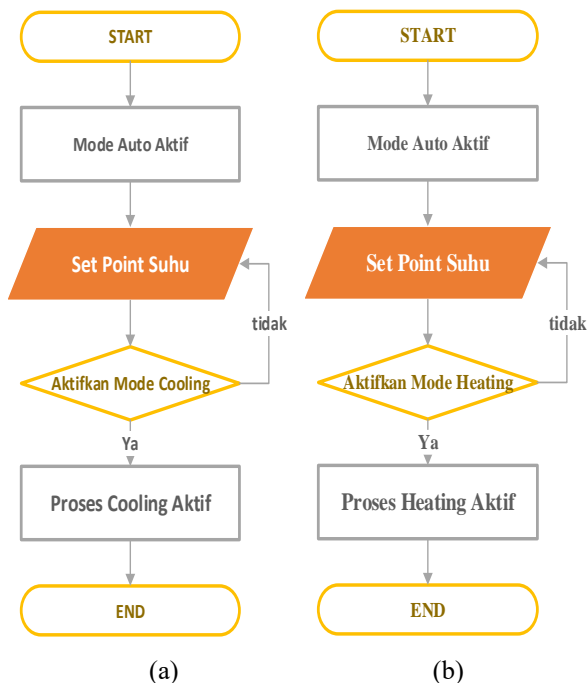 START
Mode Auto Aktif
Set Point Suhu
tidak
Aktifkan Mode Cooling
Ya
Proses Cooling Aktif
END
(a)
START
Mode Auto Aktif
Set Point Suhu
tidak
Aktifkan Mode Heating
Ya
Proses Heating Aktif
END
(b)